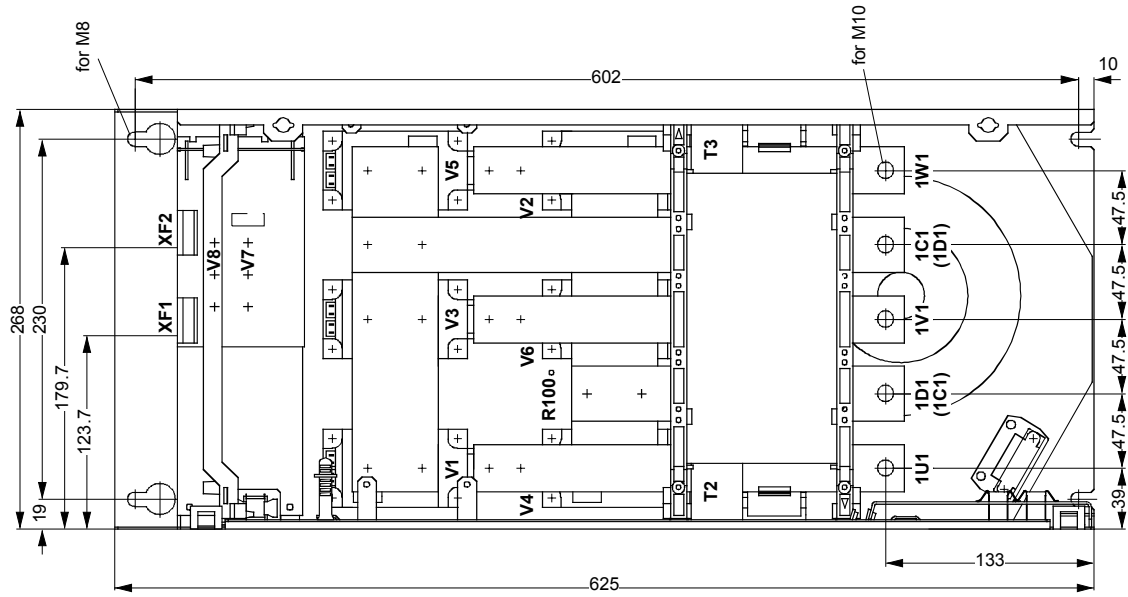 for M8
for M10
602
10
268
230
179.7
123.7
19
XF2
XF1
V8
V7
V5
V2
V3
V6
R100
V1
V4
T3
T2
1W1
1C1
(1D1)
1V1
1D1
(1C1)
1U1
47.5
47.5
47.5
47.5
39
133
625